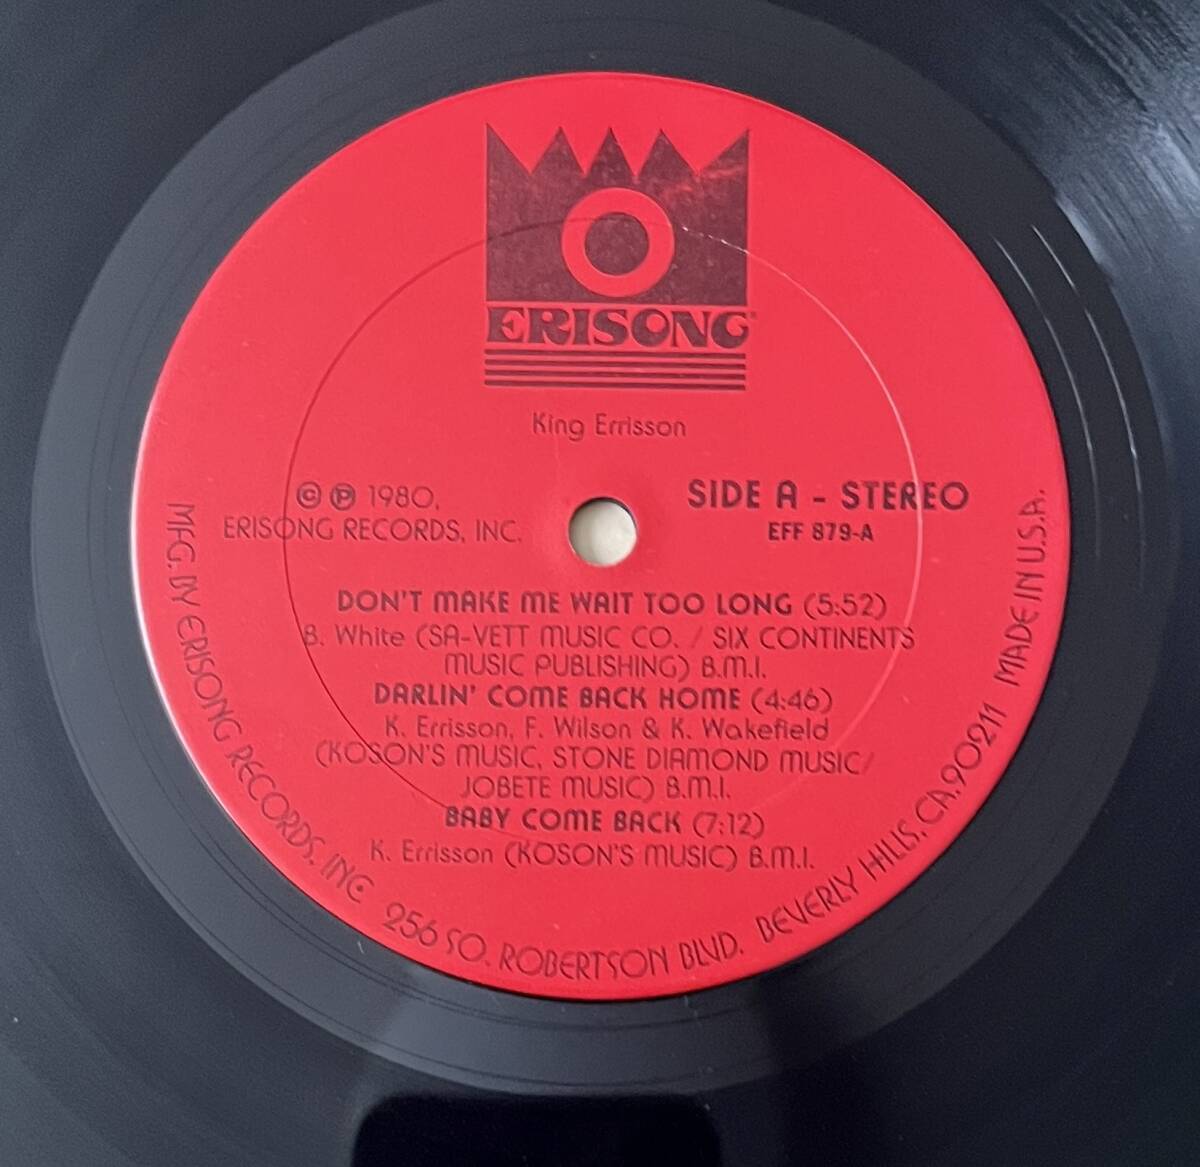 ERISONG
King Errisson
© ℗ 1980,
ERISONG RECORDS, INC.
SIDE A - STEREO
EFF 879-A
DON'T MAKE ME WAIT TOO LONG (5:52)
B. White (SA-VETT MUSIC CO. / SIX CONTINENTS
MUSIC PUBLISHING) B.M.I.
DARLIN' COME BACK HOME (4:46)
K. Errisson, F. Wilson & K. Wakefield
(KOSON'S MUSIC, STONE DIAMOND MUSIC/
JOBETE MUSIC) B.M.I.
BABY COME BACK (7:12)
K. Errisson (KOSON'S MUSIC) B.M.I.
MFG. BY ERISONG RECORDS, INC 256 SO. ROBERTSON BLVD. BEVERLY HILLS, CA. 90211 MADE IN U.S.A.